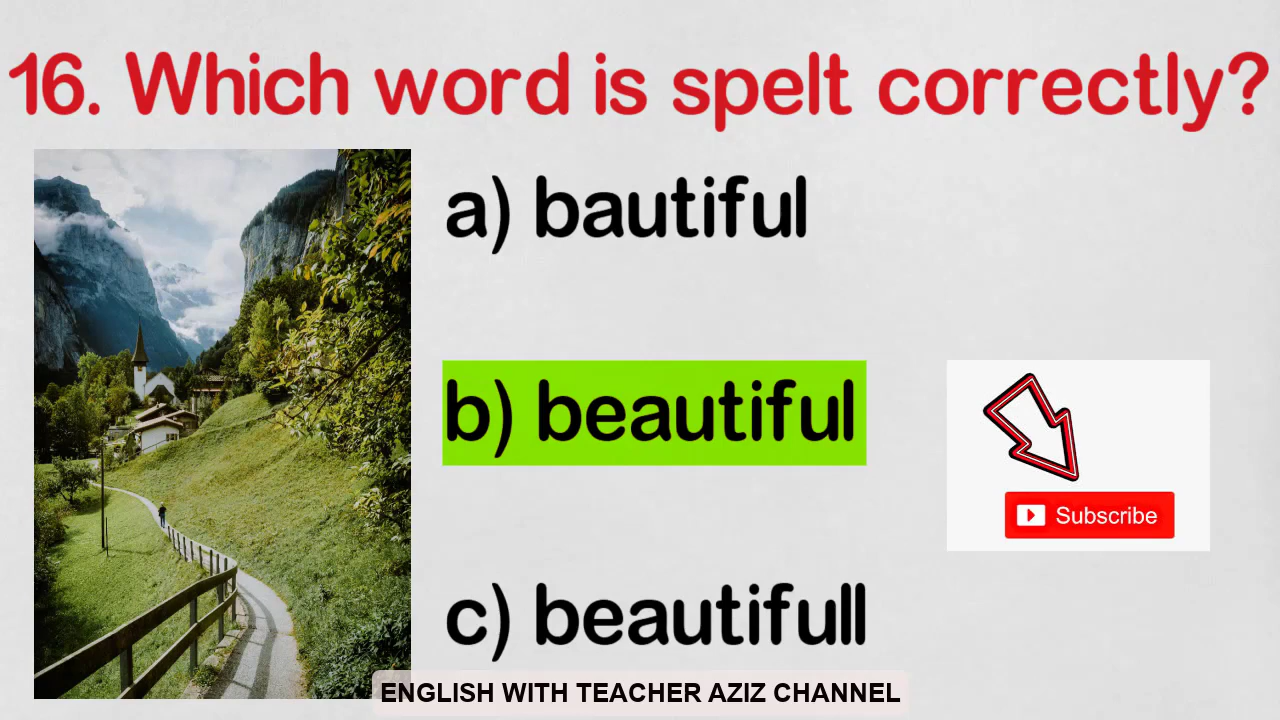 16. Which word is spelt correctly?
a) bautiful
b) beautiful
Subscribe
c) beautifull
ENGLISH WITH TEACHER AZIZ CHANNEL